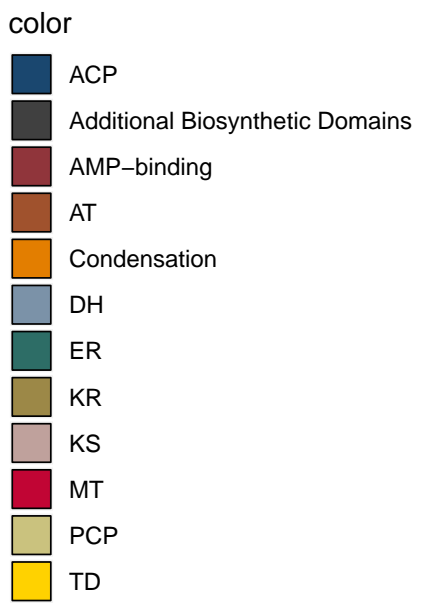 color
ACP
Additional Biosynthetic Domains
AMP−binding
AT
Condensation
DH
ER
KR
KS
MT
PCP
TD